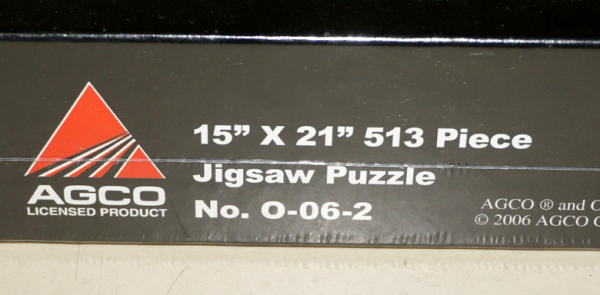 15” X 21” 513 Piece
Jigsaw Puzzle
No. O-06-2
AGCO
LICENSED PRODUCT
AGCO ® and
© 2006 AGCO